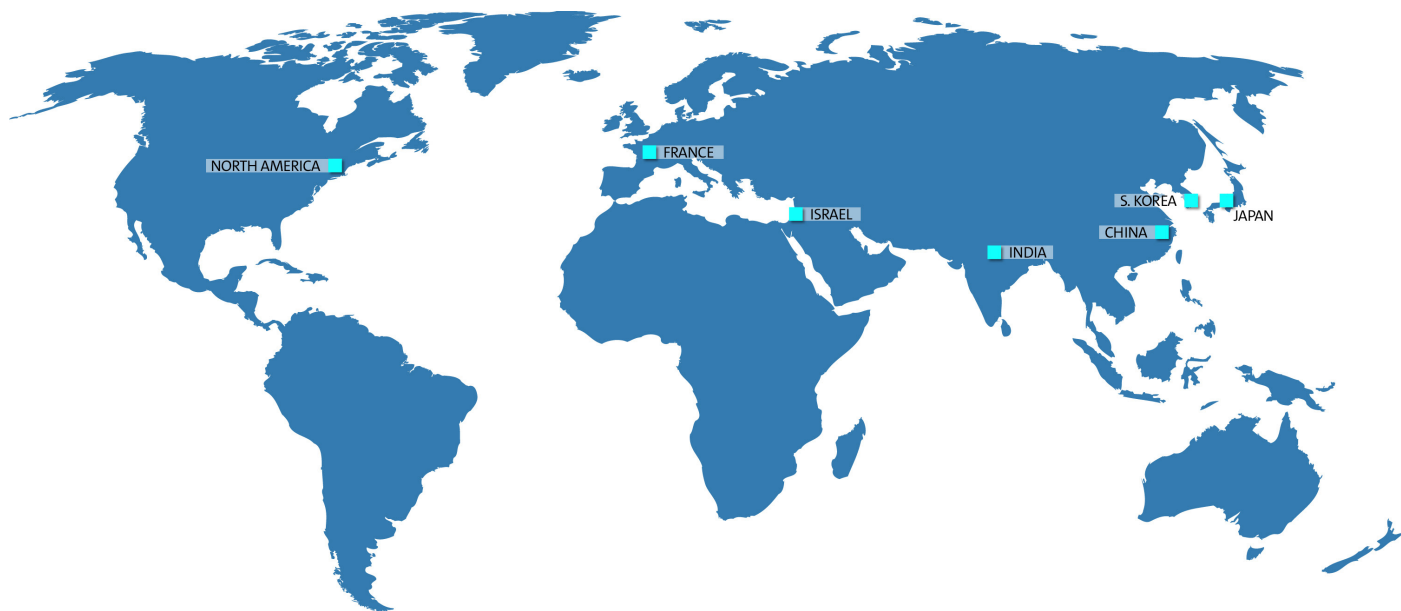 NORTH AMERICA
FRANCE
S. KOREA
ISRAEL
JAPAN
CHINA
INDIA